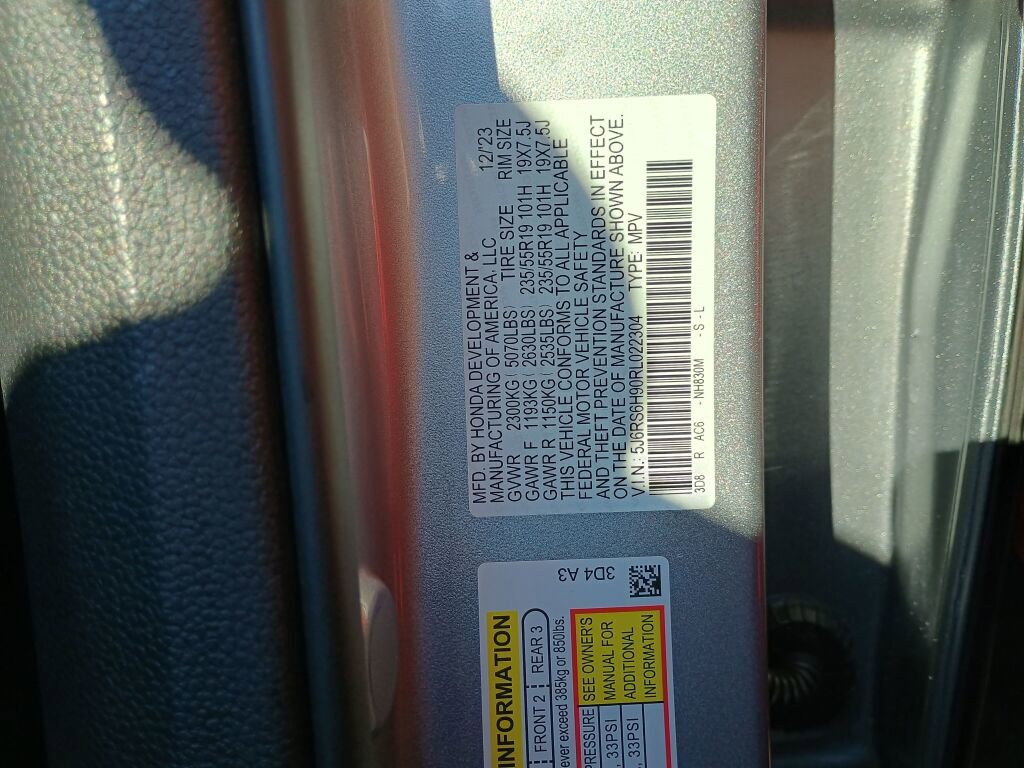 MFD. BY HONDA DEVELOPMENT &
MANUFACTURING OF AMERICA, LLC 12/23
GVWR 2300KG( 5070LBS) TIRE SIZE RIM SIZE
GAWR F 1193KG( 2630LBS) 235/55R19 101H 19X7.5J
GAWR R 1150KG( 2535LBS) 235/55R19 101H 19X7.5J
THIS VEHICLE CONFORMS TO ALL APPLICABLE
FEDERAL MOTOR VEHICLE SAFETY
AND THEFT PREVENTION STANDARDS IN EFFECT
ON THE DATE OF MANUFACTURE SHOWN ABOVE.
V.I.N.: 5J6RS6H90RL022304 TYPE: MPV
3D8 R AC6 - NH830M - S - L
3D4 A3
INFORMATION
FRONT 2 REAR 3
ever exceed 385kg or 850lbs.
PRESSURE SEE OWNER'S
MANUAL FOR
, 33PSI ADDITIONAL
, 33PSI INFORMATION